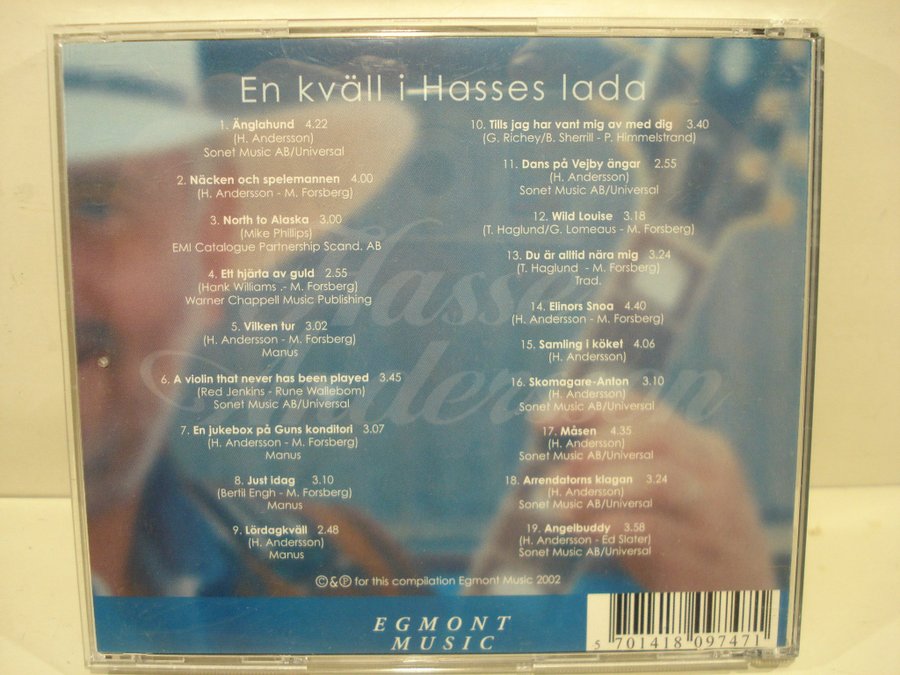 En kväll i Hasses lada
1. Änglahund 4.22
(H. Andersson)
Sonet Music AB/Universal
2. Näcken och spelemannen 4.00
(H. Andersson - M. Forsberg)
3. North to Alaska 3.00
(Mike Phillips)
EMI Catalogue Partnership Scand. AB
4. Ett hjärta av guld 2.55
(Hank Williams .- M. Forsberg)
Warner Chappell Music Publishing
5. Vilken tur 3.02
(H. Andersson - M. Forsberg)
Manus
6. A violin that never has been played 3.45
(Red Jenkins - Rune Wallebom)
Sonet Music AB/Universal
7. En jukebox på Guns konditori 3.07
(H. Andersson - M. Forsberg)
Manus
8. Just idag 3.10
(Bertil Engh - M. Forsberg)
Manus
9. Lördagkväll 2.48
(H. Andersson)
Manus
10. Tills jag har vant mig av med dig 3.40
(G. Richey/B. Sherrill - P. Himmelstrand)
11. Dans på Vejby ängar 2.55
(H. Andersson)
Sonet Music AB/Universal
12. Wild Louise 3.18
(T. Haglund/G. Lomeaus - M. Forsberg)
13. Du är alltid nära mig 3.24
(T. Haglund - M. Forsberg)
Trad.
14. Elinors Snoa 4.40
(H. Andersson - M. Forsberg)
15. Samling i köket 4.06
(H. Andersson)
16. Skomagare-Anton 3.10
(H. Andersson)
Sonet Music AB/Universal
17. Måsen 4.35
(H. Andersson)
Sonet Music AB/Universal
18. Arrendatorns klagan 3.24
(H. Andersson)
Sonet Music AB/Universal
19. Angelbuddy 3.58
(H. Andersson - Ed Slater)
Sonet Music AB/Universal
Hasse
Andersson
©&℗ for this compilation Egmont Music 2002
EGMONT
MUSIC
5 701418 097471